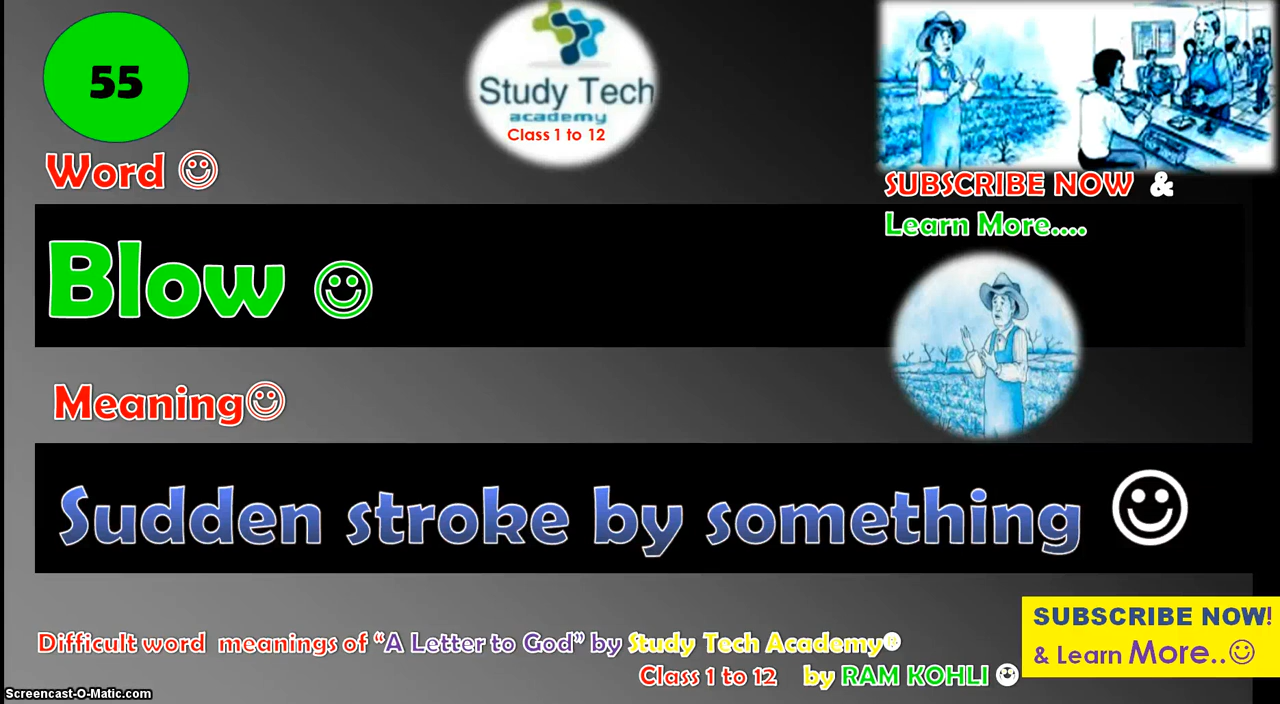 55
Study Tech
academy
Class 1 to 12
Word
SUBSCRIBE NOW &
Learn More....
Blow
Meaning
Sudden stroke by something
SUBSCRIBE NOW!
& Learn More..
Difficult word meanings of “A Letter to God” by Study Tech Academy®
Class 1 to 12 by RAM KOHLI
Screencast-O-Matic.com